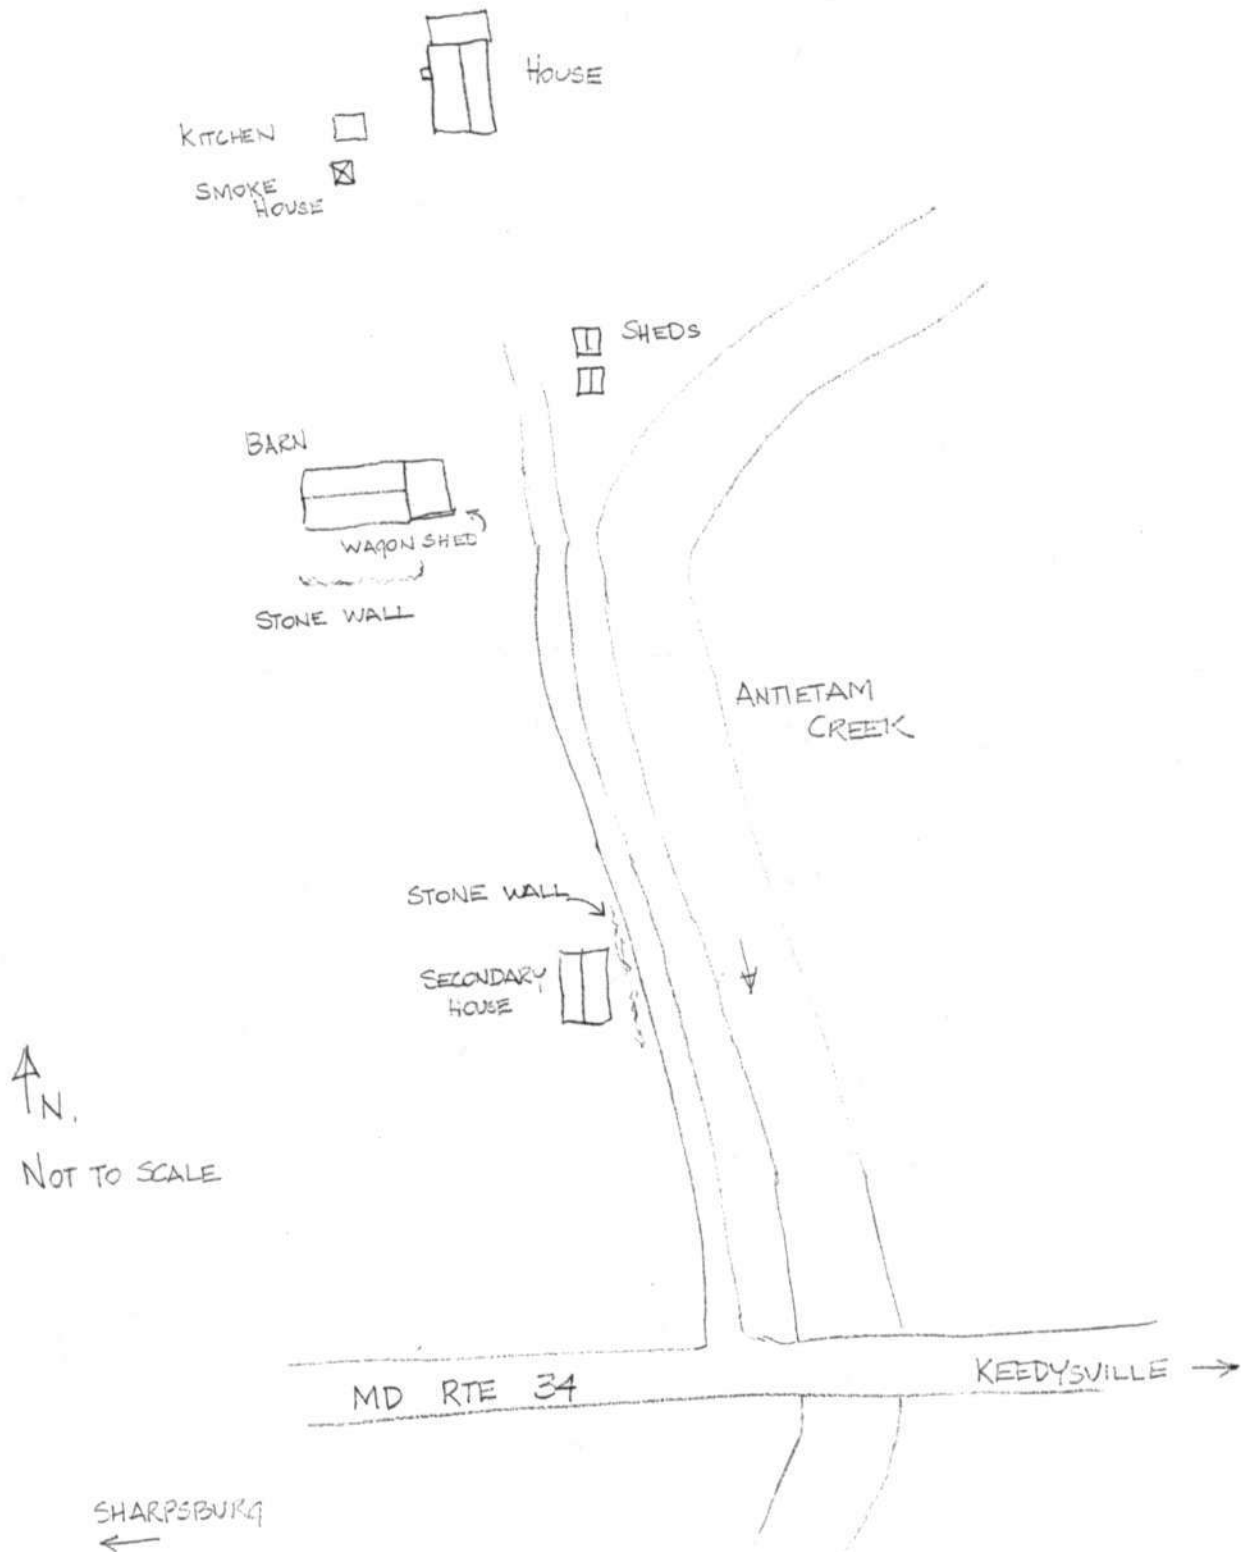 HOUSE
KITCHEN
SMOKE
HOUSE
SHEDS
BARN
WAGON SHED
STONE WALL
ANTIETAM
CREEK
STONE WALL
SECONDARY
HOUSE
N.
NOT TO SCALE
MD RTE 34
KEEDYSVILLE
SHARPSBURG